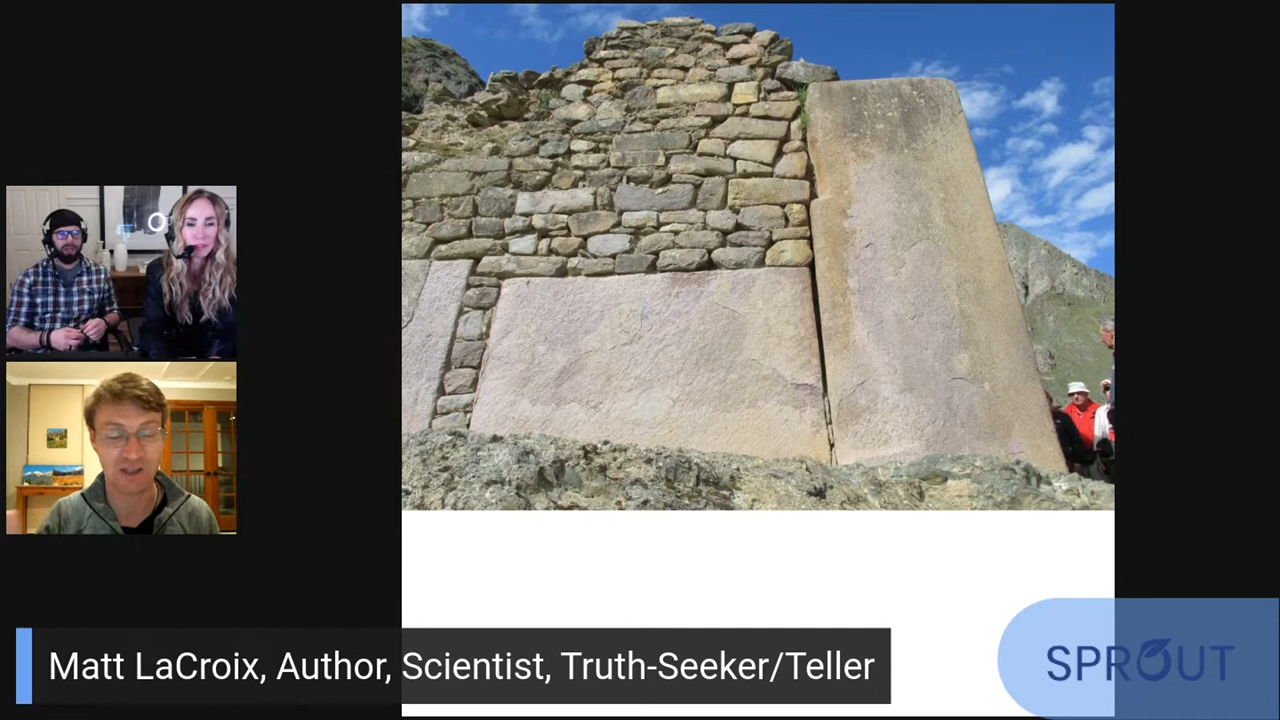 Matt LaCroix, Author, Scientist, Truth-Seeker/Teller
SPROUT